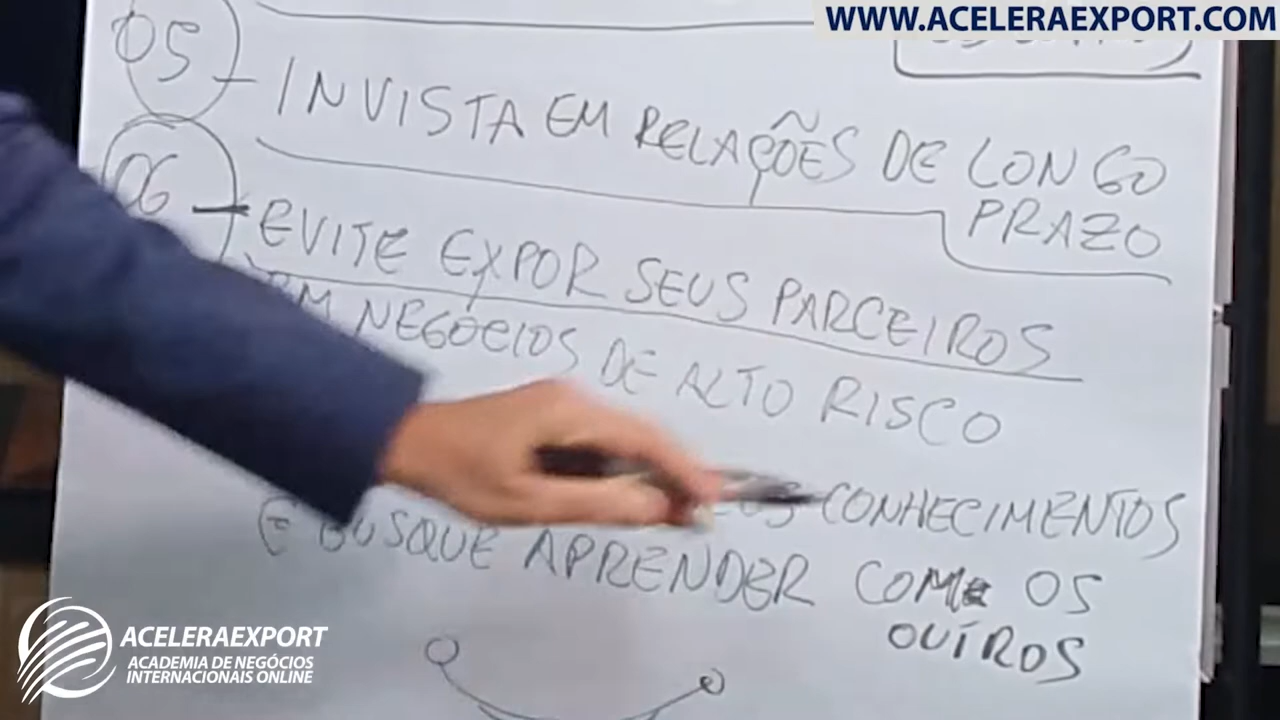 WWW.ACELERAEXPORT.COM
05 - INVISTA EM RELAÇÕES DE LONGO
PRAZO
06 - EVITE EXPOR SEUS PARCEIROS
EM NEGÓCIOS DE ALTO RISCO
CONHECIMENTOS
E BUSQUE APRENDER COM OS
OUTROS
ACELERAEXPORT
ACADEMIA DE NEGÓCIOS
INTERNACIONAIS ONLINE